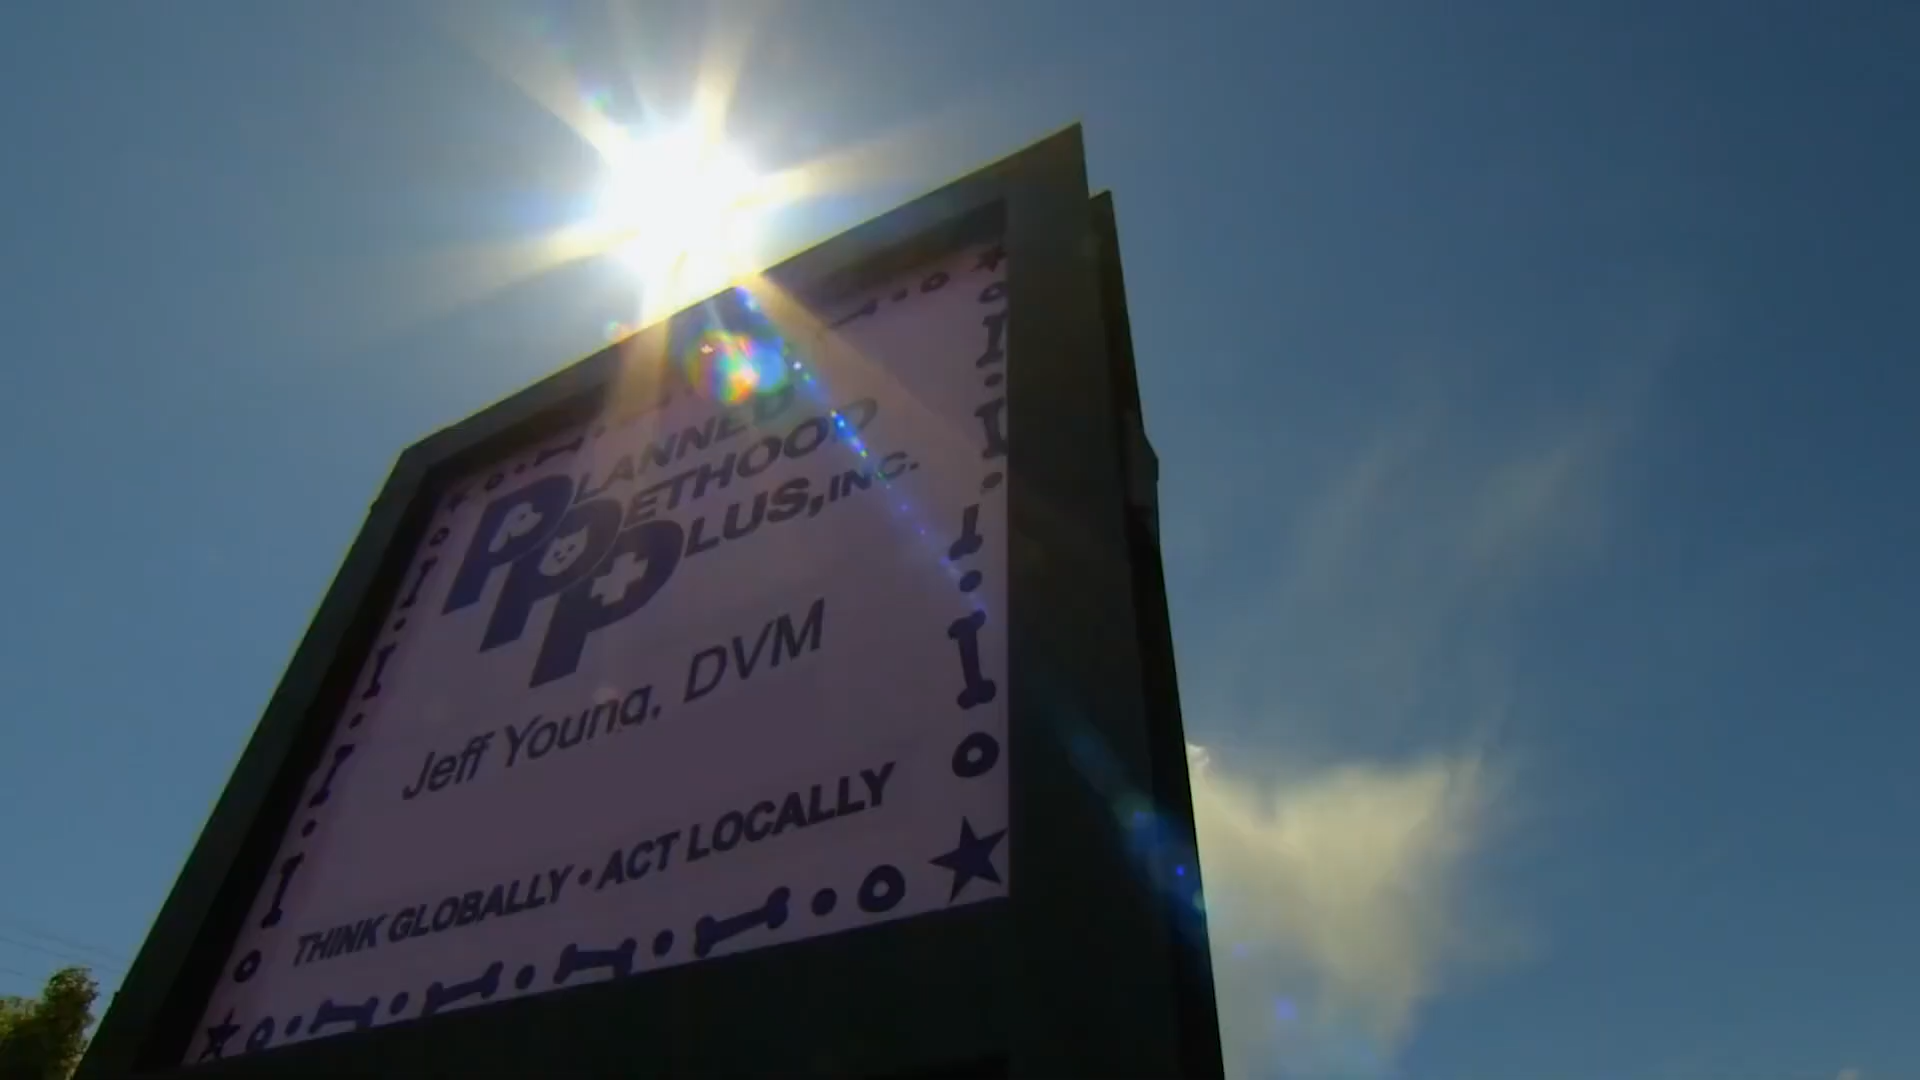 PLANNED
PETHOOD
PLUS, INC.
Jeff Young, DVM
THINK GLOBALLY • ACT LOCALLY